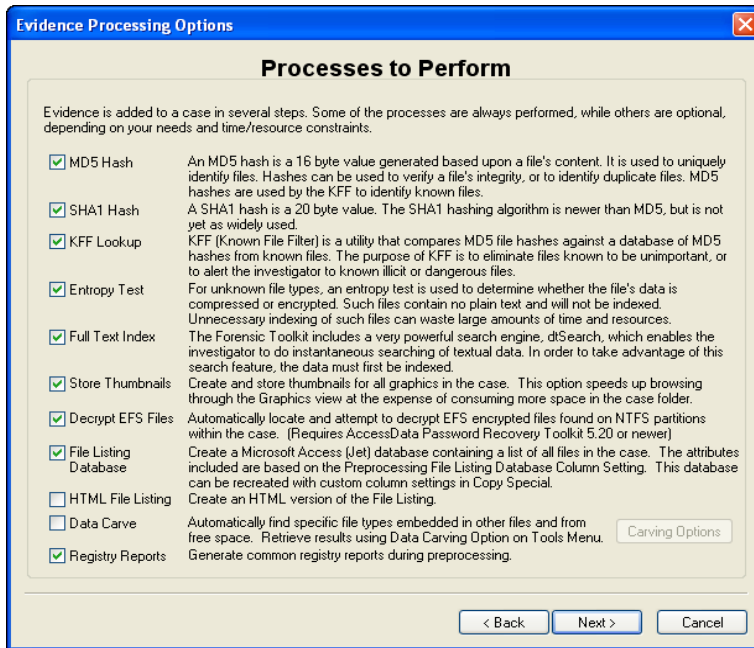 Evidence Processing Options
Processes to Perform
Evidence is added to a case in several steps. Some of the processes are always performed, while others are optional,
depending on your needs and time/resource constraints.
MD5 Hash An MD5 hash is a 16 byte value generated based upon a file's content. It is used to uniquely
identify files. Hashes can be used to verify a file's integrity, or to identify duplicate files. MD5
hashes are used by the KFF to identify known files.
SHA1 Hash A SHA1 hash is a 20 byte value. The SHA1 hashing algorithm is newer than MD5, but is not
yet as widely used.
KFF Lookup KFF (Known File Filter) is a utility that compares MD5 file hashes against a database of MD5
hashes from known files. The purpose of KFF is to eliminate files known to be unimportant, or
to alert the investigator to known illicit or dangerous files.
Entropy Test For unknown file types, an entropy test is used to determine whether the file's data is
compressed or encrypted. Such files contain no plain text and will not be indexed.
Unnecessary indexing of such files can waste large amounts of time and resources.
Full Text Index The Forensic Toolkit includes a very powerful search engine, dtSearch, which enables the
investigator to do instantaneous searching of textual data. In order to take advantage of this
search feature, the data must first be indexed.
Store Thumbnails Create and store thumbnails for all graphics in the case. This option speeds up browsing
through the Graphics view at the expense of consuming more space in the case folder.
Decrypt EFS Files Automatically locate and attempt to decrypt EFS encrypted files found on NTFS partitions
within the case. (Requires AccessData Password Recovery Toolkit 5.20 or newer)
File Listing Create a Microsoft Access (Jet) database containing a list of all files in the case. The attributes
Database included are based on the Preprocessing File Listing Database Column Setting. This database
can be recreated with custom column settings in Copy Special.
HTML File Listing Create an HTML version of the File Listing.
Data Carve Automatically find specific file types embedded in other files and from
free space. Retrieve results using Data Carving Option on Tools Menu. Carving Options
Registry Reports Generate common registry reports during preprocessing.
< Back Next > Cancel